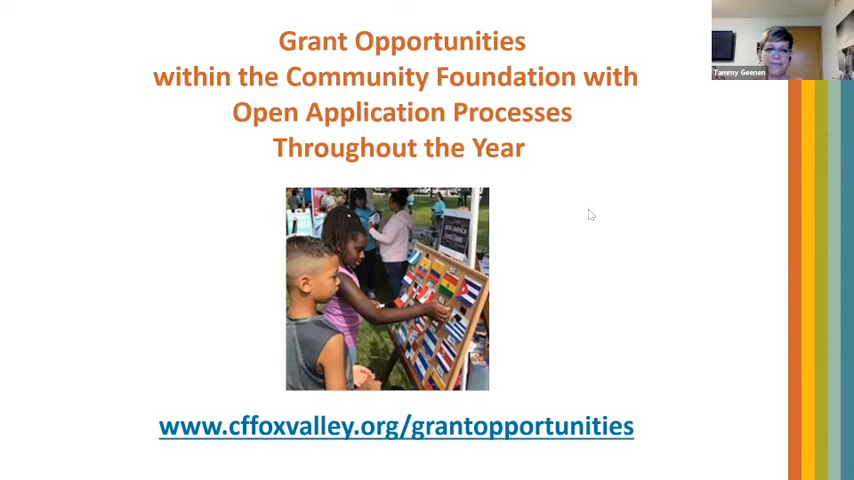 Grant Opportunities
within the Community Foundation with
Open Application Processes
Throughout the Year
www.cffoxvalley.org/grantopportunities
Tammy Geenen